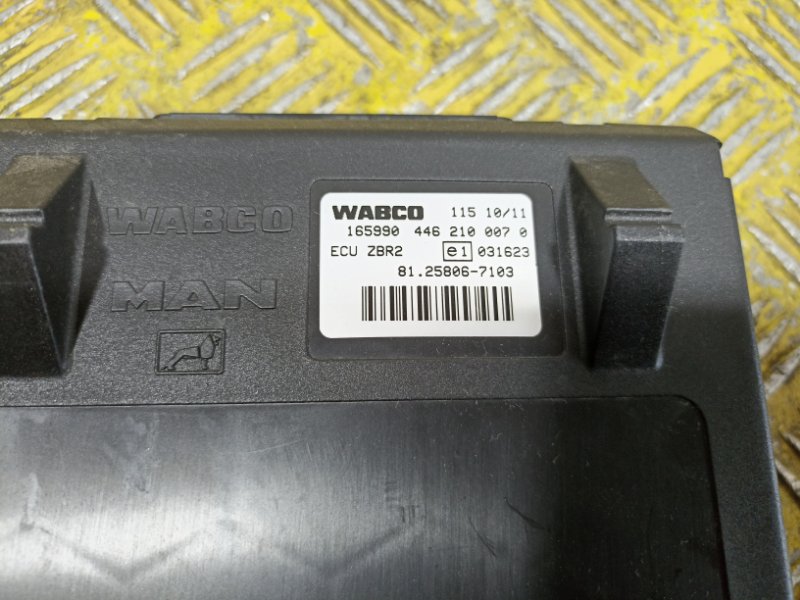 WABCO
MAN
WABCO 115 10/11
165990 446 210 007 0
ECU ZBR2 e1 031623
81.25806-7103